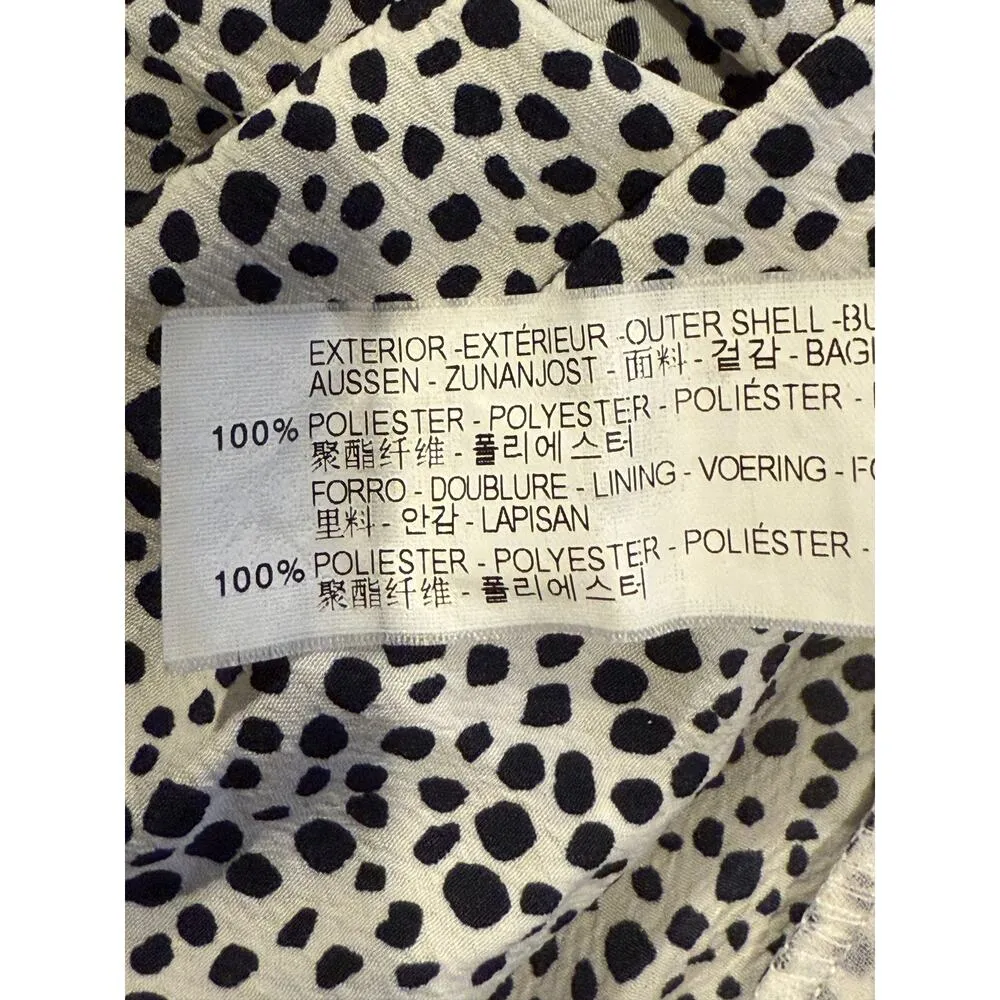 EXTERIOR - EXTÉRIEUR - OUTER SHELL -
AUSSEN - ZUNANJOST - 面料 - 겉감 -
100% POLIESTER - POLYESTER - POLIÉSTER -
聚酯纤维 - 폴리에스터
FORRO - DOUBLURE - LINING - VOERING -
里料 - 안감 - LAPISAN
100% POLIESTER - POLYESTER - POLIÉSTER -
聚酯纤维 - 폴리에스터